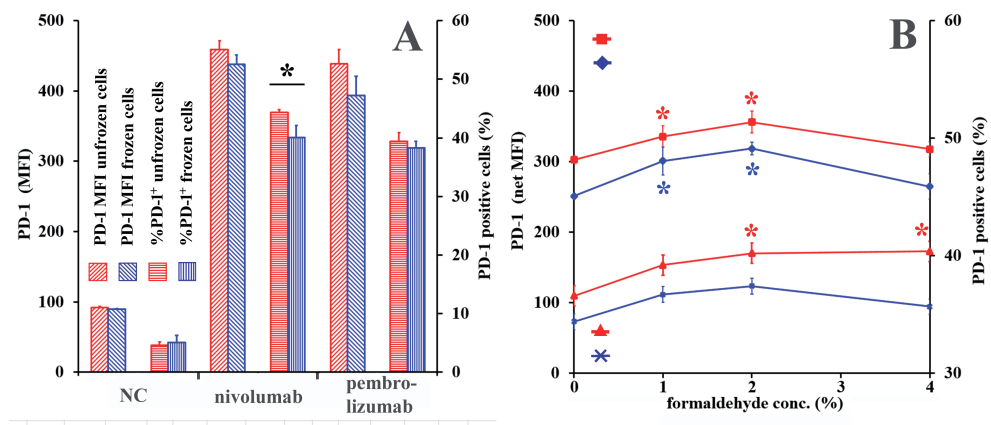 A
500
400
300
200
100
0
PD-1 (MFI)
60
50
40
30
20
10
0
PD-1 positive cells (%)
PD-1 MFI unfrozen cells
PD-1 MFI frozen cells
%PD-1⁺ unfrozen cells
%PD-1⁺ frozen cells
*
NC
nivolumab
pembro-
lizumab
B
500
400
300
200
100
0
PD-1 (net MFI)
60
50
40
30
PD-1 positive cells (%)
* *
* *
* *
0 1 2 3 4
formaldehyde conc. (%)